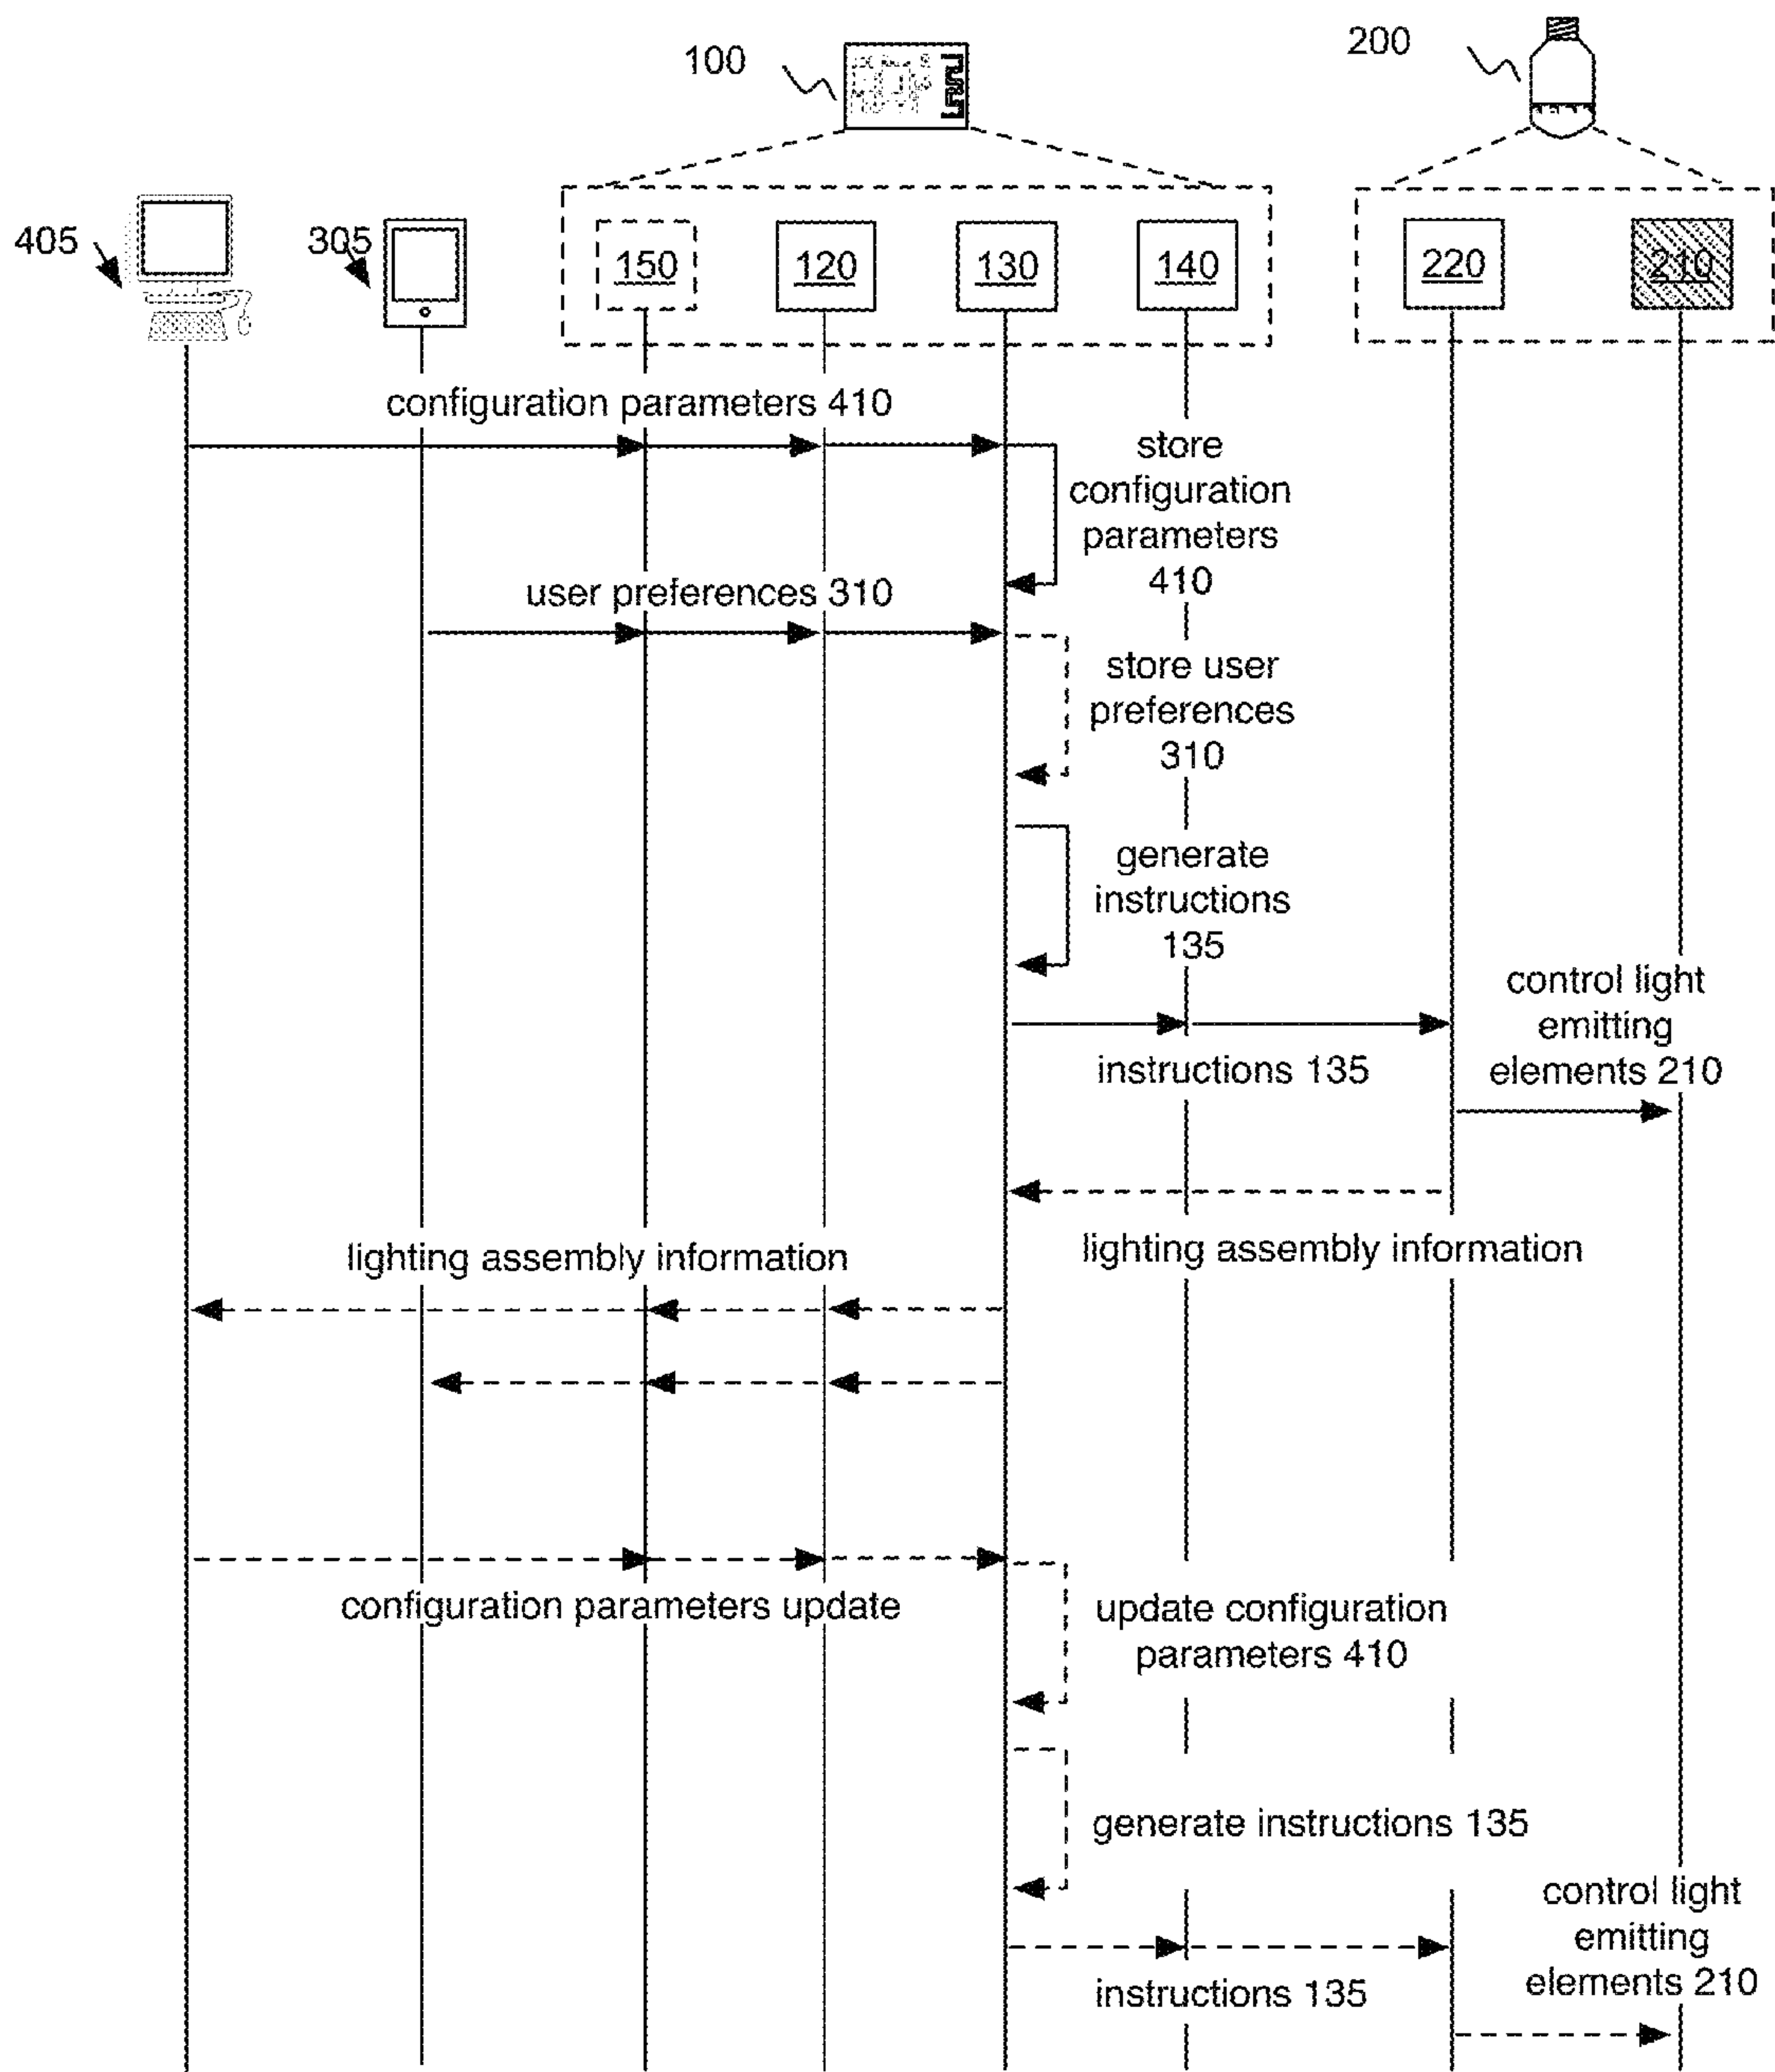 100
200
405
305
150
120
130
140
220
210
configuration parameters 410
store
configuration
parameters
410
user preferences 310
store user
preferences
310
generate
instructions
135
control light
emitting
elements 210
instructions 135
lighting assembly information
lighting assembly information
configuration parameters update
update configuration
parameters 410
generate instructions 135
control light
emitting
elements 210
instructions 135